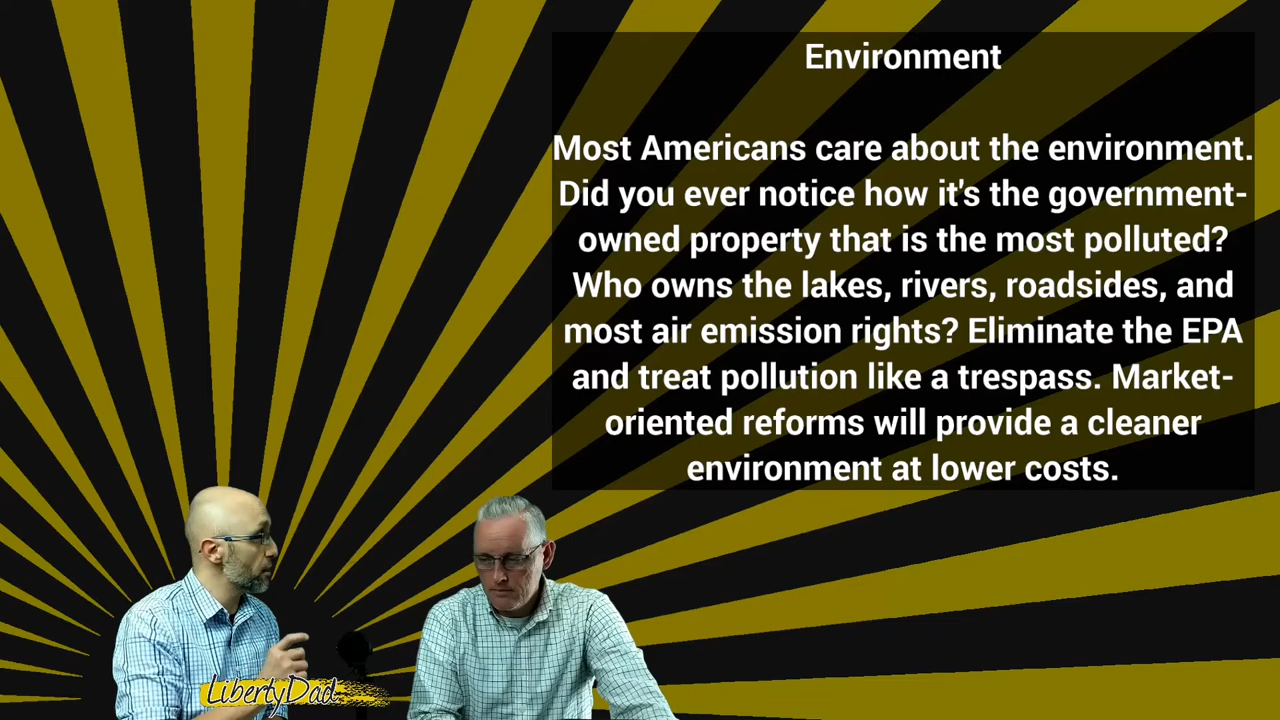 Environment
Most Americans care about the environment.
Did you ever notice how it's the government-
owned property that is the most polluted?
Who owns the lakes, rivers, roadsides, and
most air emission rights? Eliminate the EPA
and treat pollution like a trespass. Market-
oriented reforms will provide a cleaner
environment at lower costs.
LibertyDad